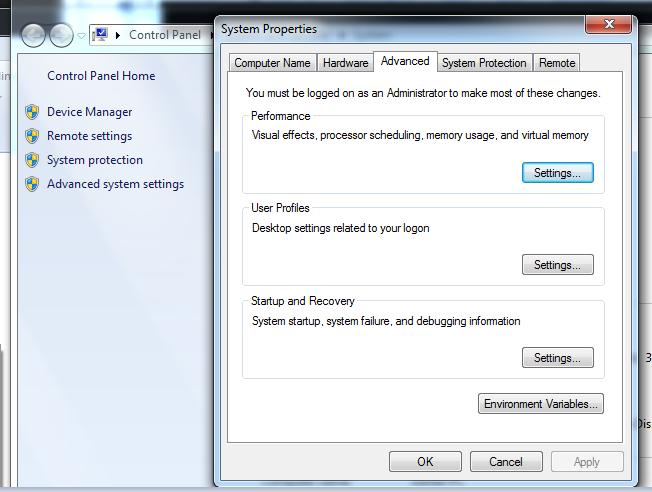 System Properties
Control Panel
Control Panel Home
Device Manager
Remote settings
System protection
Advanced system settings
Computer Name
Hardware
Advanced
System Protection
Remote
You must be logged on as an Administrator to make most of these changes.
Performance
Visual effects, processor scheduling, memory usage, and virtual memory
Settings...
User Profiles
Desktop settings related to your logon
Settings...
Startup and Recovery
System startup, system failure, and debugging information
Settings...
3
Environment Variables...
OK
Cancel
Apply